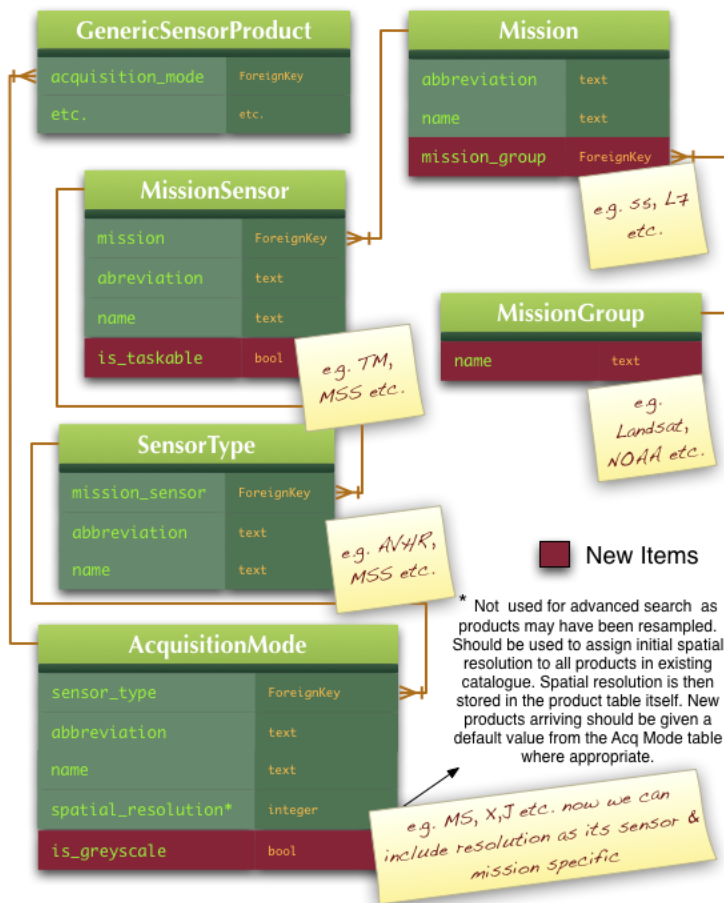 GenericSensorProduct
acquisition_mode ForeignKey
etc. etc.
Mission
abbreviation text
name text
mission_group ForeignKey
e.g. s5, L7
etc.
MissionSensor
mission ForeignKey
abreviation text
name text
is_taskable bool
e.g. TM,
MSS etc.
MissionGroup
name text
e.g.
Landsat,
NOAA etc.
SensorType
mission_sensor ForeignKey
abbreviation text
name text
e.g. AVHR,
MSS etc.
New Items
* Not used for advanced search as
products may have been resampled.
Should be used to assign initial spatial
resolution to all products in existing
catalogue. Spatial resolution is then
stored in the product table itself. New
products arriving should be given a
default value from the Acq Mode table
where appropriate.
AcquisitionMode
sensor_type ForeignKey
abbreviation text
name text
spatial_resolution* integer
is_greyscale bool
e.g. MS, X,J etc. now we can
include resolution as its sensor &
mission specific